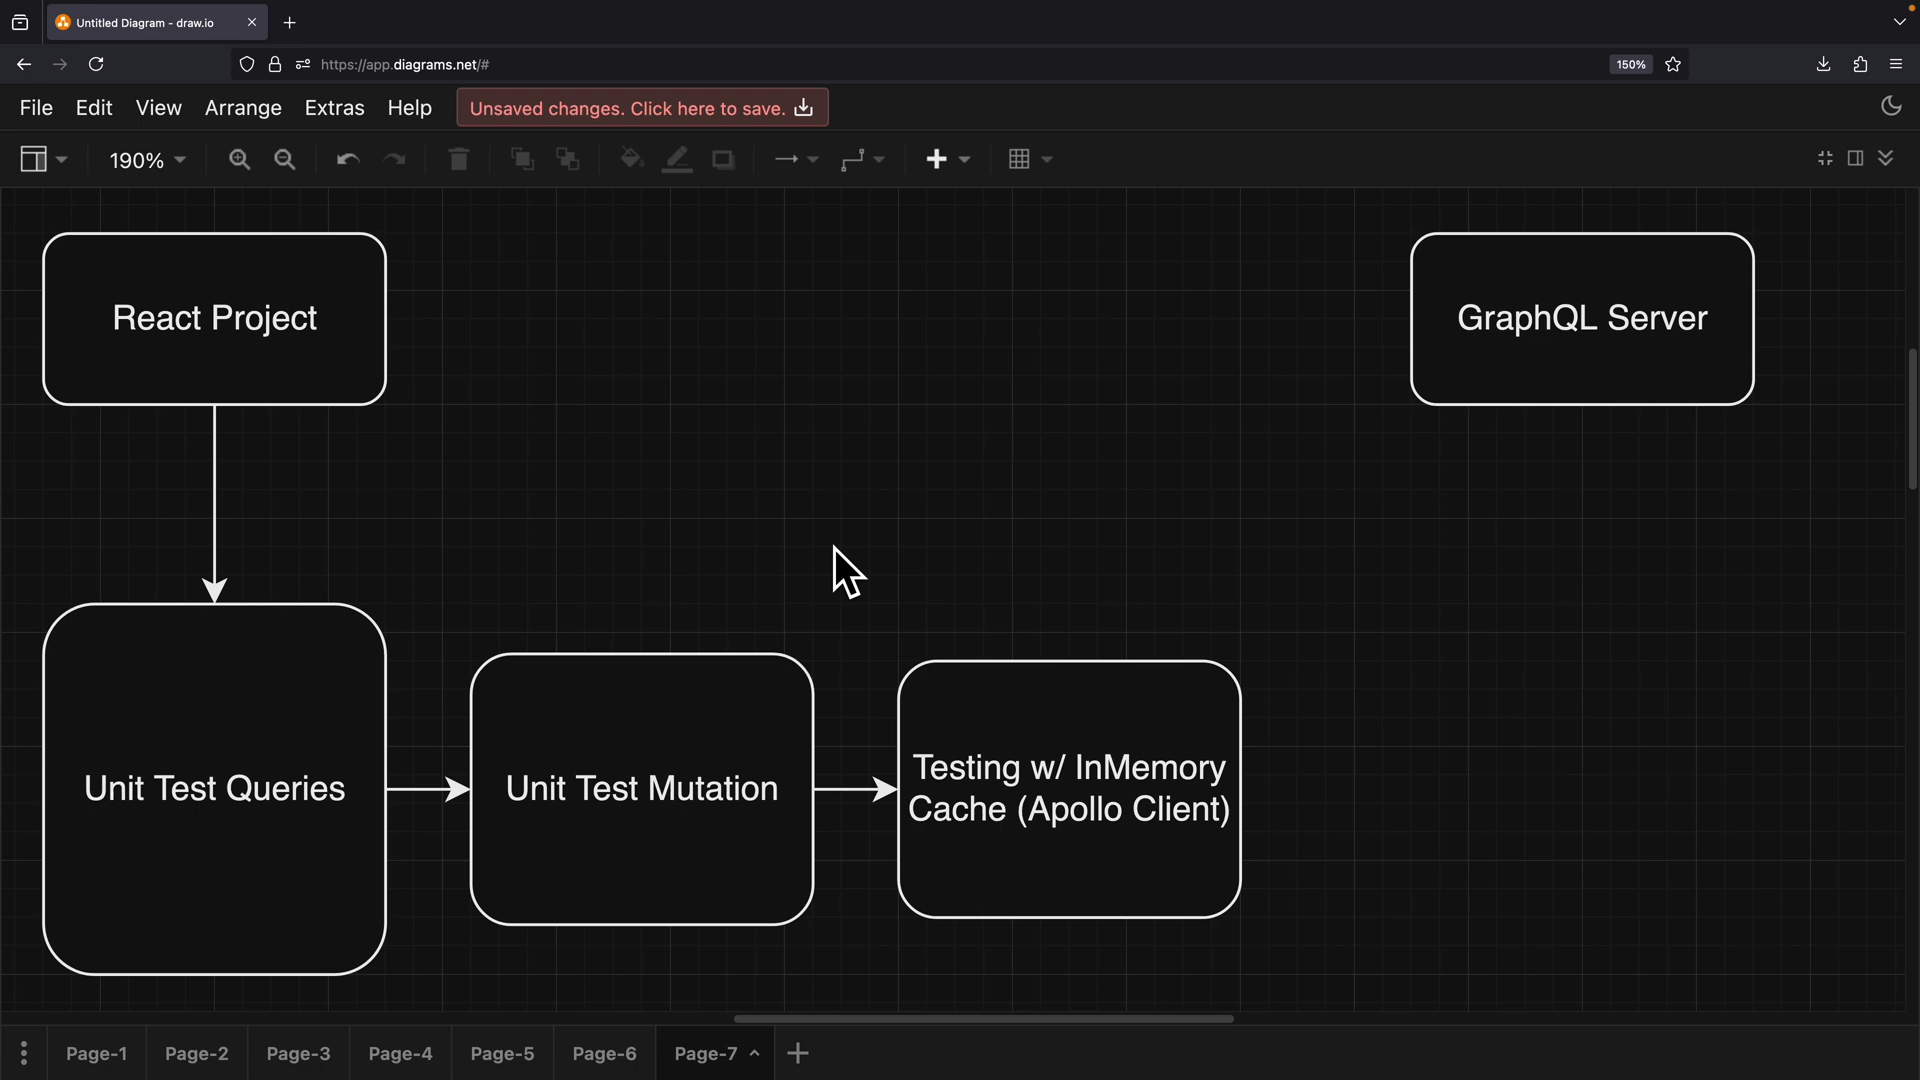 Untitled Diagram - draw.io
https://app.diagrams.net/#
150%
File Edit View Arrange Extras Help
Unsaved changes. Click here to save.
190%
React Project
GraphQL Server
Unit Test Queries
Unit Test Mutation
Testing w/ InMemory
Cache (Apollo Client)
Page-1 Page-2 Page-3 Page-4 Page-5 Page-6 Page-7